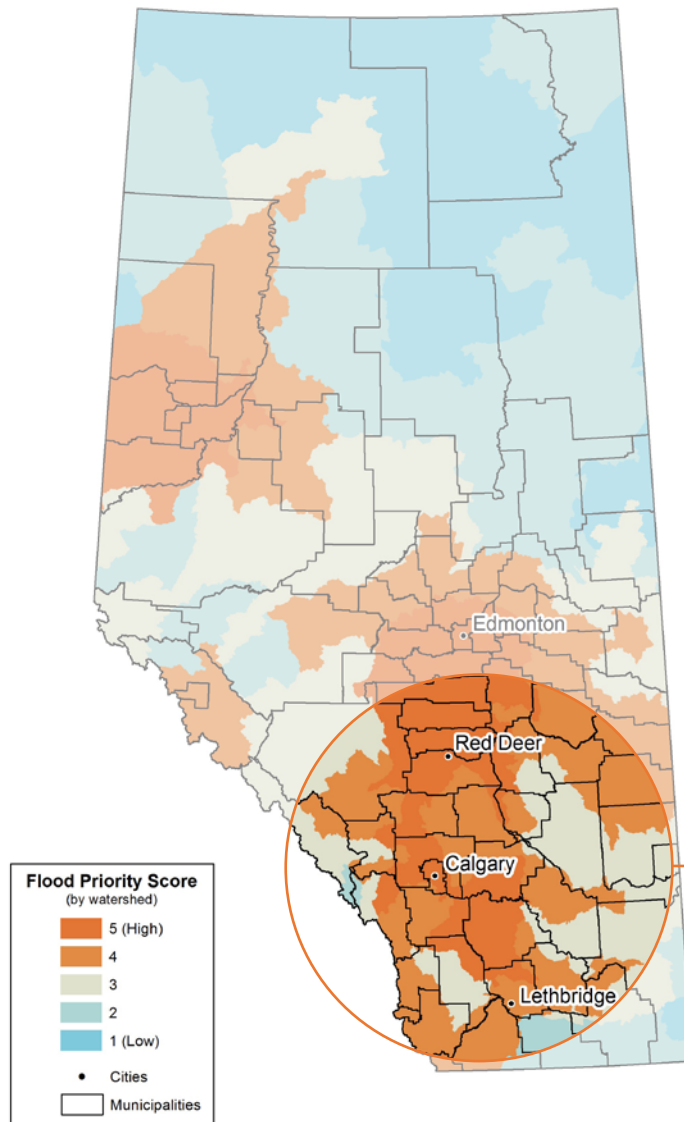 Edmonton
Red Deer
Calgary
Lethbridge
Flood Priority Score
(by watershed)
5 (High)
4
3
2
1 (Low)
Cities
Municipalities